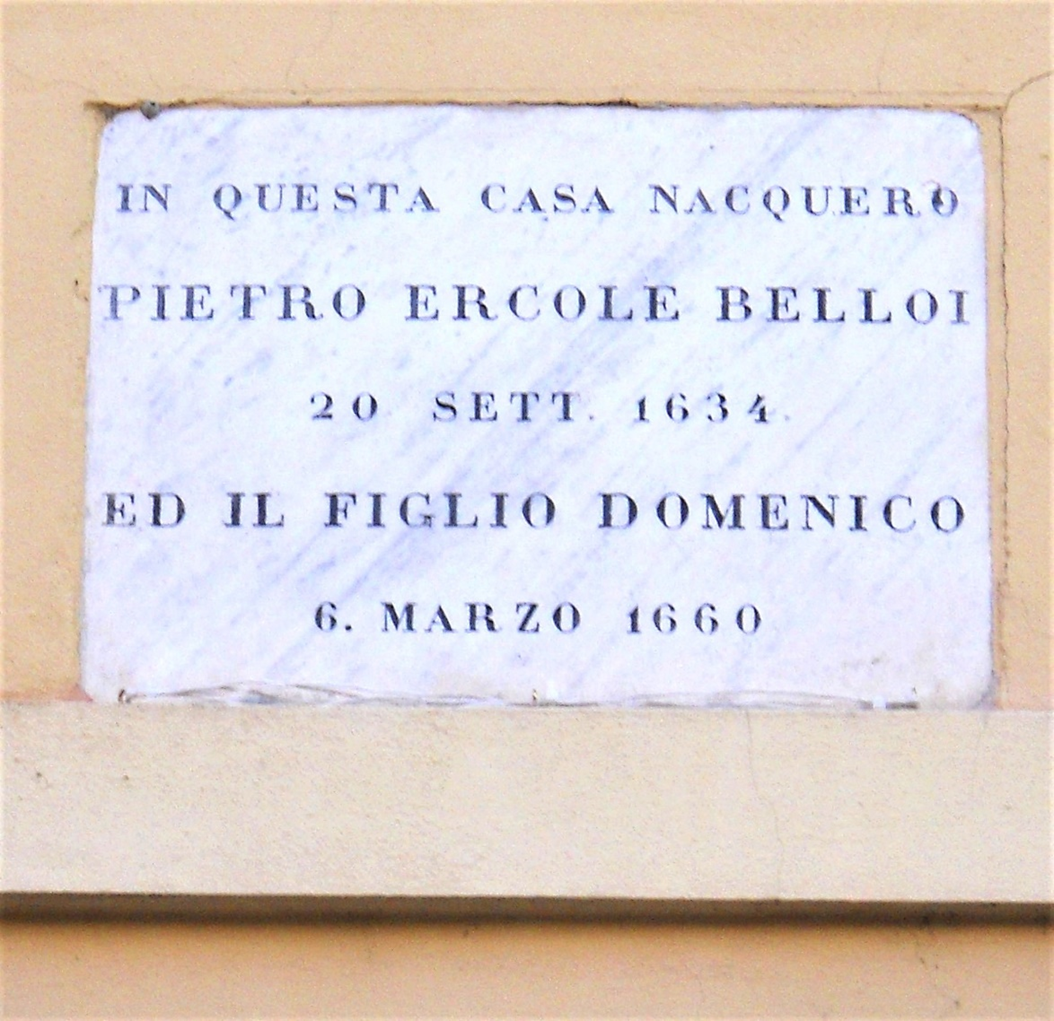 IN QUESTA CASA NACQUERO
PIETRO ERCOLE BELLOI
20 SETT. 1634.
ED IL FIGLIO DOMENICO
6. MARZO 1660